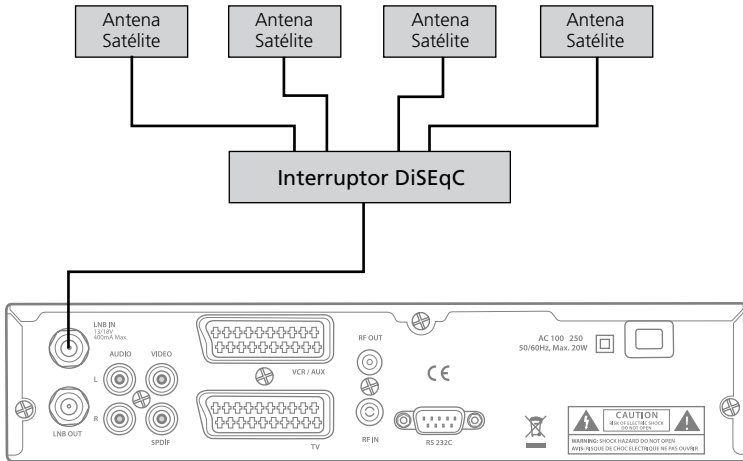 Antena
Satélite
Antena
Satélite
Antena
Satélite
Antena
Satélite
Interruptor DiSEqC
LNB IN
13/18V
400mA Max.
AUDIO
VIDEO
L
R
LNB OUT
SPDIF
VCR / AUX
TV
RF OUT
RF IN
CE
RS 232C
AC 100 250
50/60Hz, Max. 20W
CAUTION
RISK OF ELECTRIC SHOCK
DO NOT OPEN
WARNING: SHOCK HAZARD DO NOT OPEN
AVIS: RISQUE DE CHOC ELECTRIQUE NE PAS OUVRIR